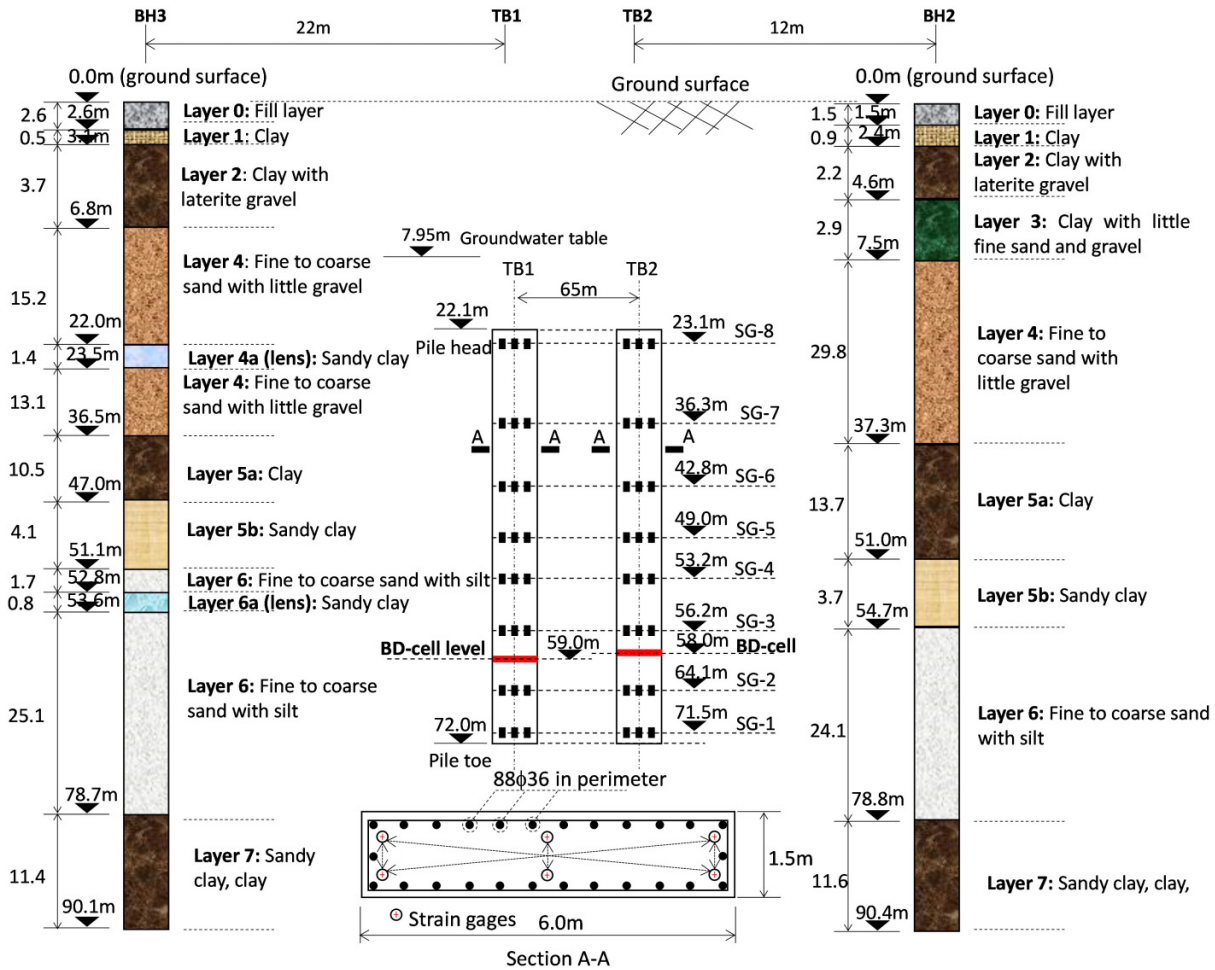 BH3
TB1
TB2
BH2
22m
12m
0.0m (ground surface)
Ground surface
0.0m (ground surface)
2.6
2.6m
Layer 0: Fill layer
0.5
3.1m
Layer 1: Clay
3.7
Layer 2: Clay with
laterite gravel
6.8m
15.2
Layer 4: Fine to coarse
sand with little gravel
22.0m
1.4
23.5m
Layer 4a (lens): Sandy clay
13.1
Layer 4: Fine to coarse
sand with little gravel
36.5m
10.5
Layer 5a: Clay
47.0m
4.1
Layer 5b: Sandy clay
51.1m
1.7
52.8m
Layer 6: Fine to coarse sand with silt
0.8
53.6m
Layer 6a (lens): Sandy clay
25.1
Layer 6: Fine to coarse
sand with silt
78.7m
11.4
Layer 7: Sandy
clay, clay
90.1m
7.95m
Groundwater table
TB1
TB2
65m
22.1m
Pile head
23.1m
SG-8
36.3m
SG-7
A
A
A
A
42.8m
SG-6
49.0m
SG-5
53.2m
SG-4
56.2m
SG-3
BD-cell level
59.0m
58.0m
BD-cell
64.1m
SG-2
72.0m
71.5m
SG-1
Pile toe
88ϕ36 in perimeter
1.5m
Strain gages
6.0m
Section A-A
1.5
1.5m
Layer 0: Fill layer
0.9
2.4m
Layer 1: Clay
2.2
Layer 2: Clay with
laterite gravel
4.6m
2.9
Layer 3: Clay with little
fine sand and gravel
7.5m
29.8
Layer 4: Fine to
coarse sand with
little gravel
37.3m
13.7
Layer 5a: Clay
51.0m
3.7
Layer 5b: Sandy clay
54.7m
24.1
Layer 6: Fine to coarse sand
with silt
78.8m
11.6
Layer 7: Sandy clay, clay,
90.4m